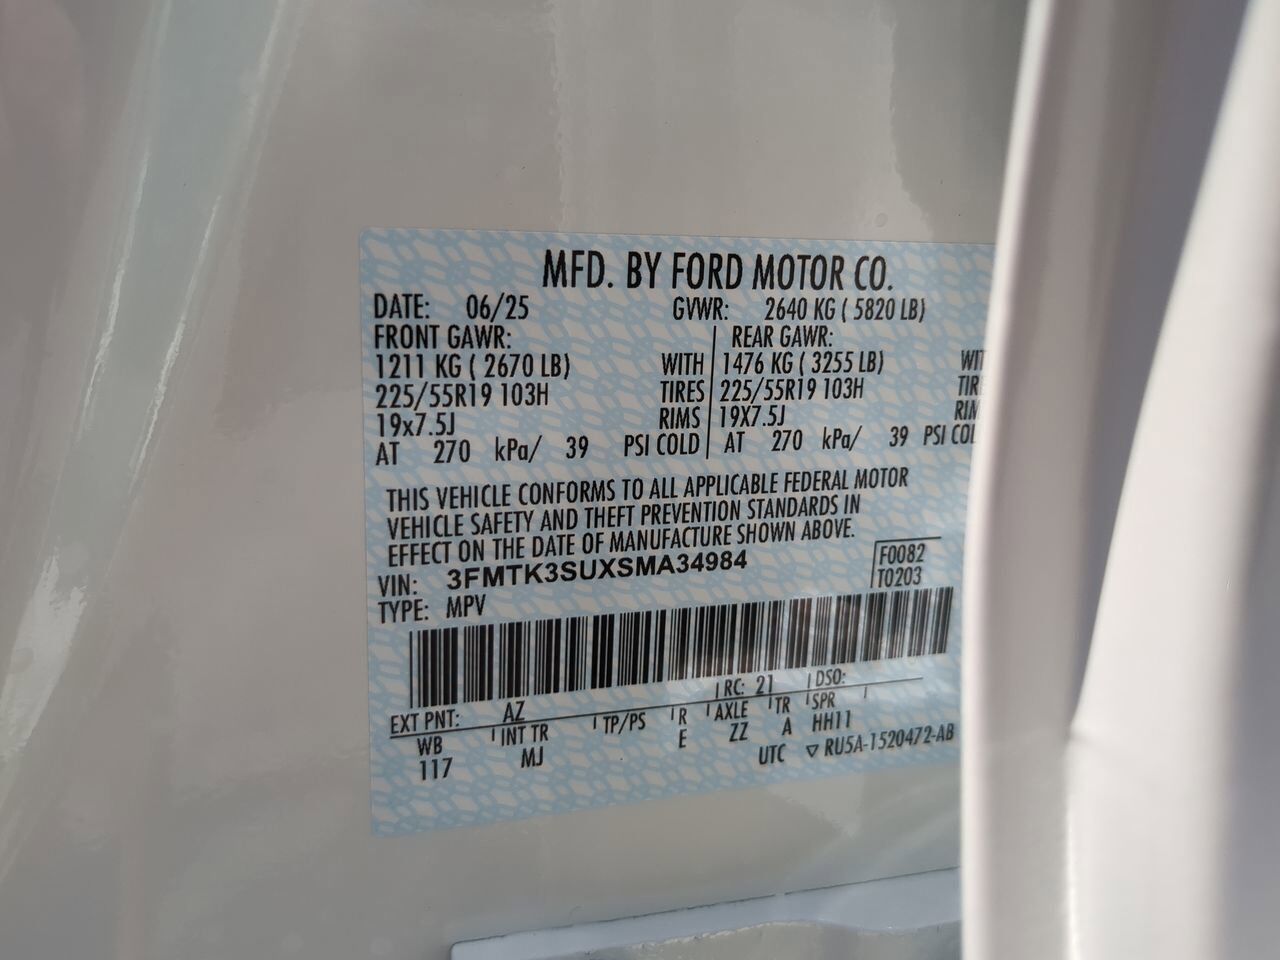 MFD. BY FORD MOTOR CO.
DATE: 06/25 GVWR: 2640 KG ( 5820 LB)
FRONT GAWR: REAR GAWR:
1211 KG ( 2670 LB) WITH 1476 KG ( 3255 LB) WIT
225/55R19 103H TIRES 225/55R19 103H TIR
19x7.5J RIMS 19X7.5J RIM
AT 270 kPa/ 39 PSI COLD AT 270 kPa/ 39 PSI COL
THIS VEHICLE CONFORMS TO ALL APPLICABLE FEDERAL MOTOR
VEHICLE SAFETY AND THEFT PREVENTION STANDARDS IN
EFFECT ON THE DATE OF MANUFACTURE SHOWN ABOVE.
VIN: 3FMTK3SUXSMA34984 F0082
TYPE: MPV T0203
EXT PNT: AZ RC: 21 DSO:
WB INT TR TP/PS R AXLE TR SPR
117 MJ E ZZ A HH11
UTC ▽ RU5A-1520472-AB